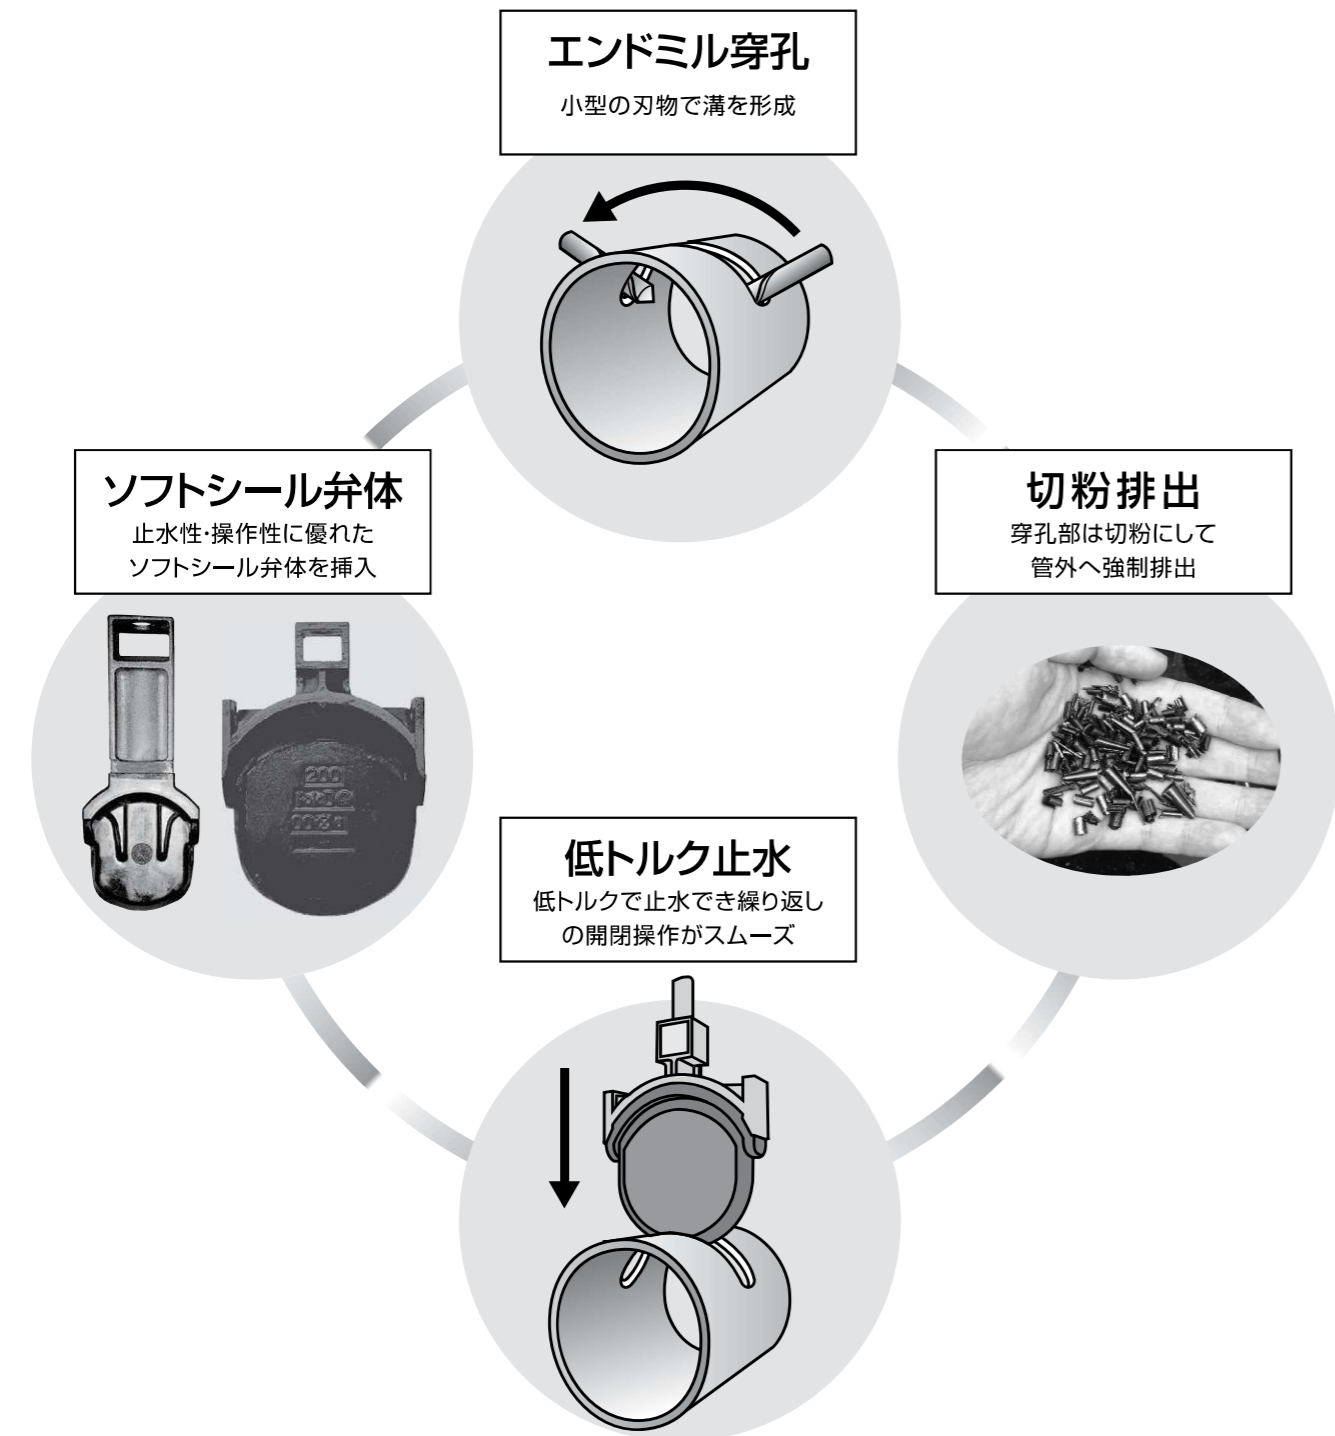 エンドミル穿孔
小型の刃物で溝を形成
ソフトシール弁体
止水性・操作性に優れた
ソフトシール弁体を挿入
切粉排出
穿孔部は切粉にして
管外へ強制排出
200
低トルク止水
低トルクで止水でき繰り返し
の開閉操作がスムーズ